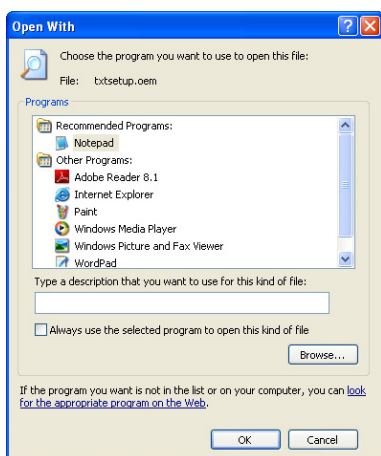 Open With
Choose the program you want to use to open this file:
File: txtsetup.oem
Programs
Recommended Programs:
Notepad
Other Programs:
Adobe Reader 8.1
Internet Explorer
Paint
Windows Media Player
Windows Picture and Fax Viewer
WordPad
Type a description that you want to use for this kind of file:
Always use the selected program to open this kind of file
Browse...
If the program you want is not in the list or on your computer, you can look
for the appropriate program on the Web.
OK Cancel